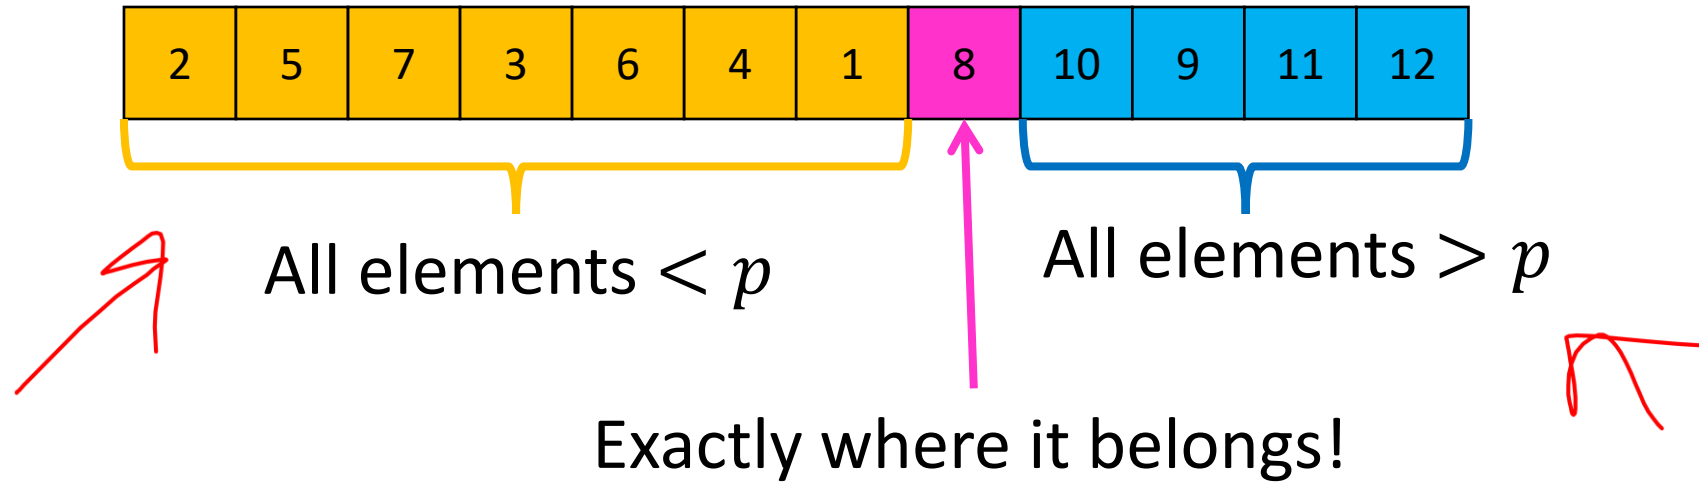 2 5 7 3 6 4 1 8 10 9 11 12
All elements < p
All elements > p
Exactly where it belongs!